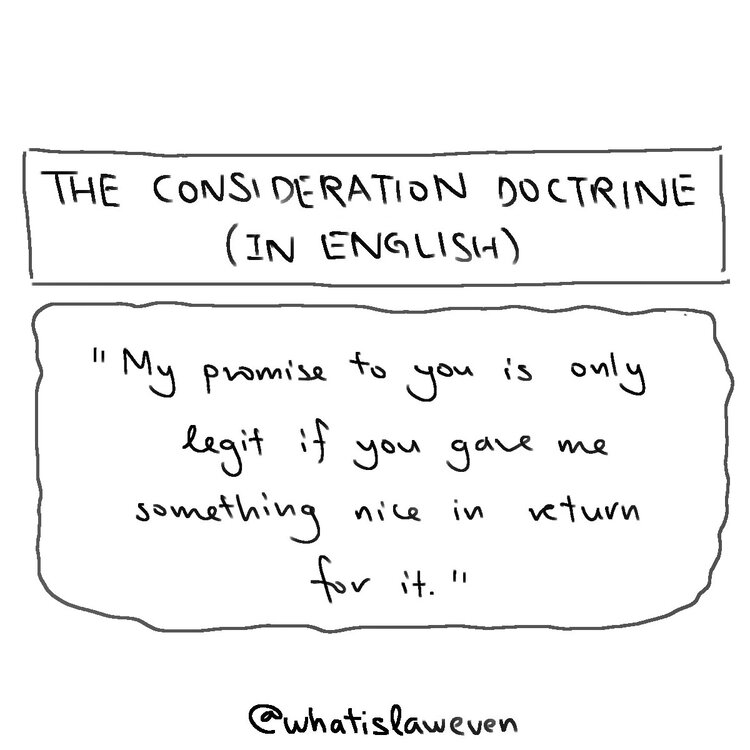 THE CONSIDERATION DOCTRINE
(IN ENGLISH)
"My promise to you is only
legit if you gave me
something nice in return
for it."
@whatislaweven